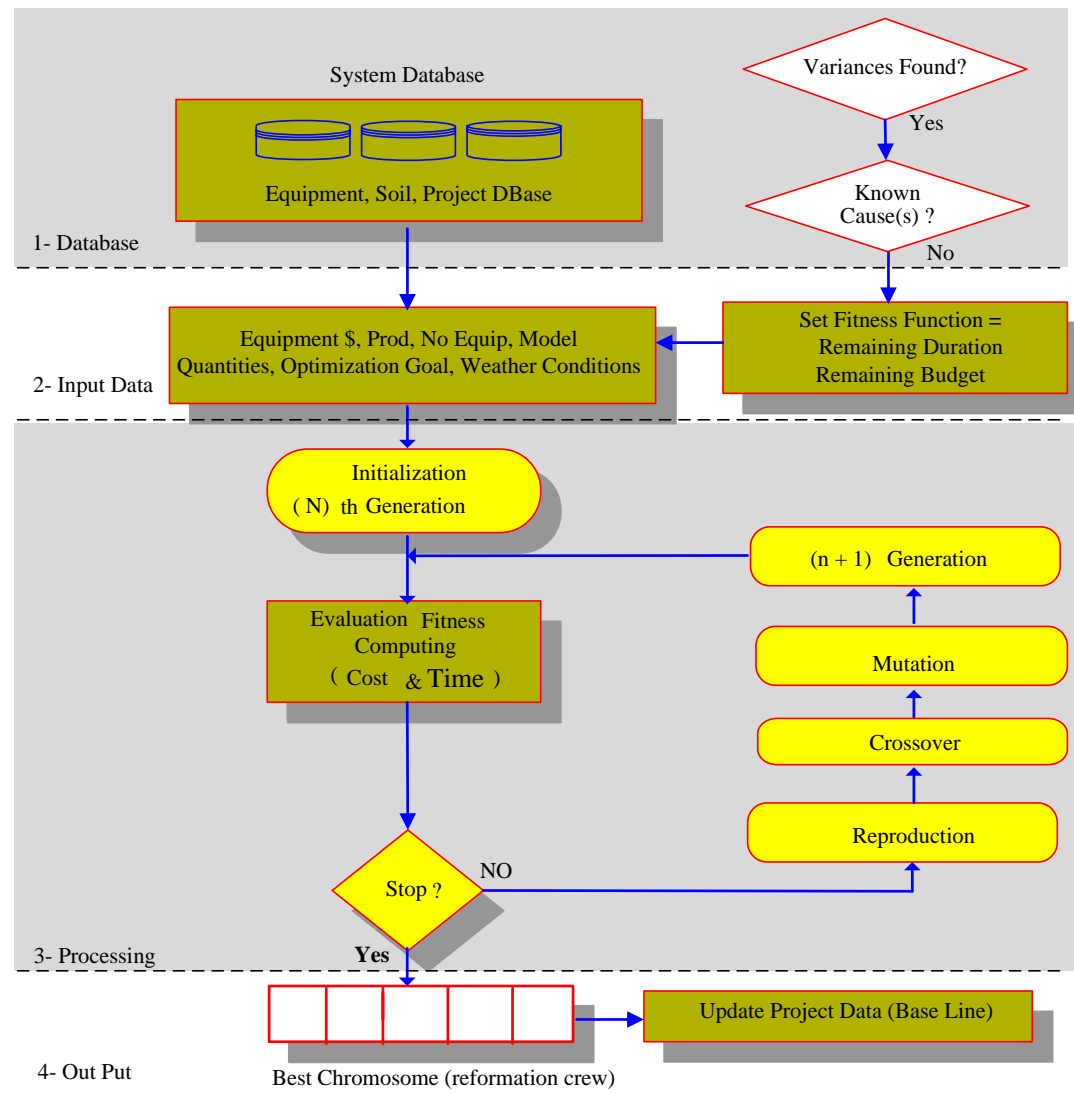 System Database
Variances Found?
Yes
Equipment, Soil, Project DBase
Known
Cause(s) ?
No
1- Database
Equipment $, Prod, No Equip, Model
Quantities, Optimization Goal, Weather Conditions
Set Fitness Function =
Remaining Duration
Remaining Budget
2- Input Data
Initialization
( N) th Generation
(n + 1) Generation
Evaluation Fitness
Computing
( Cost & Time )
Mutation
Crossover
Reproduction
Stop ?
NO
Yes
3- Processing
Update Project Data (Base Line)
4- Out Put
Best Chromosome (reformation crew)